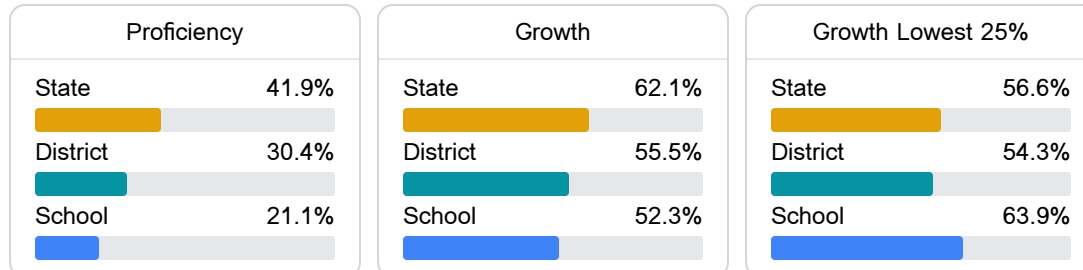 Proficiency
State 41.9%
District 30.4%
School 21.1%
Growth
State 62.1%
District 55.5%
School 52.3%
Growth Lowest 25%
State 56.6%
District 54.3%
School 63.9%